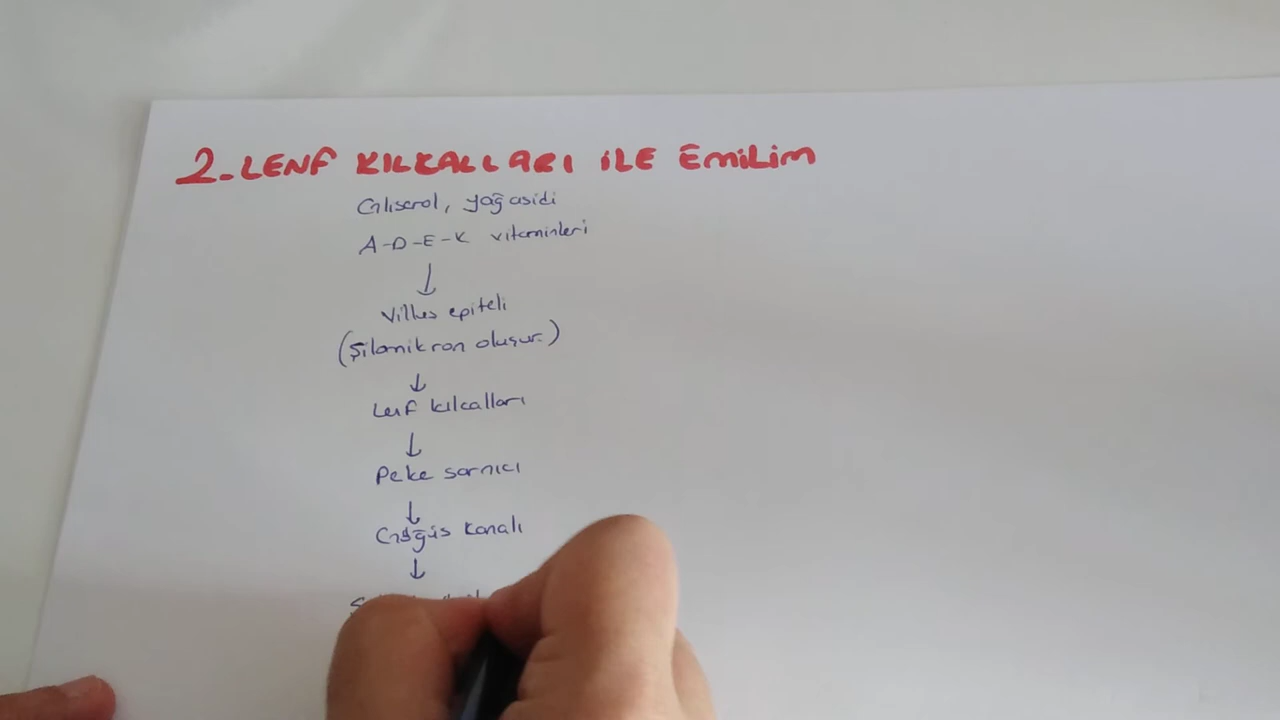 2. LENF KILCALLARI İLE EMİLİM
Gliserol, yağ asidi
A-D-E-K vitaminleri
Villus epiteli
(Şilomikron oluşur.)
Lenf kılcalları
Peke sarnıcı
Göğüs kanalı